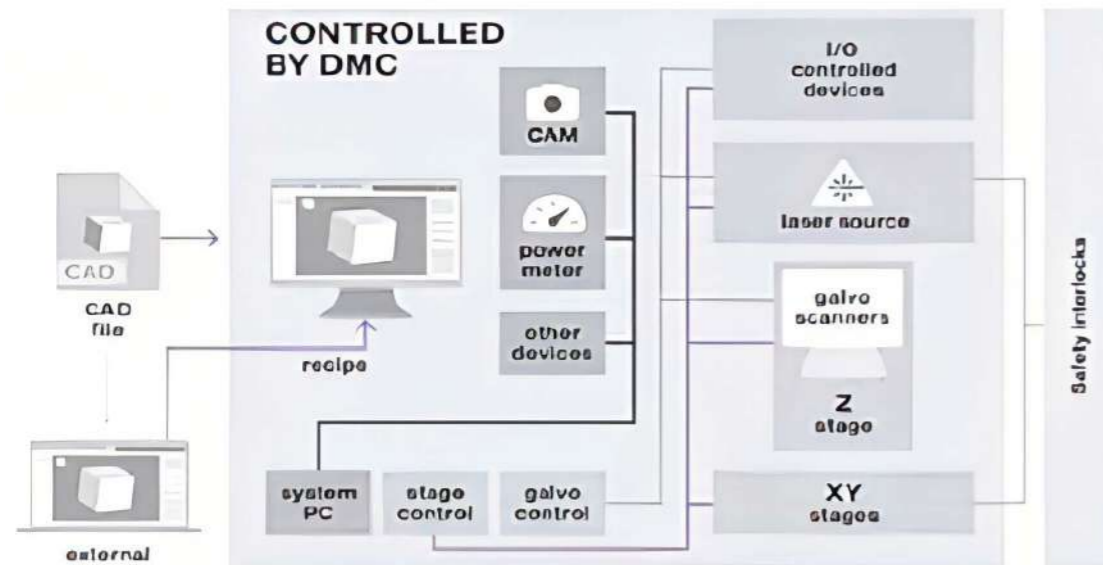 CONTROLLED
BY DMC
CAM
power
meter
other
devices
I/O
controlled
devices
laser source
galvo
scanners
Z
stage
XY
stages
Safety interlocks
CAD
CAD
file
recipe
external
system
PC
stage
control
galvo
control